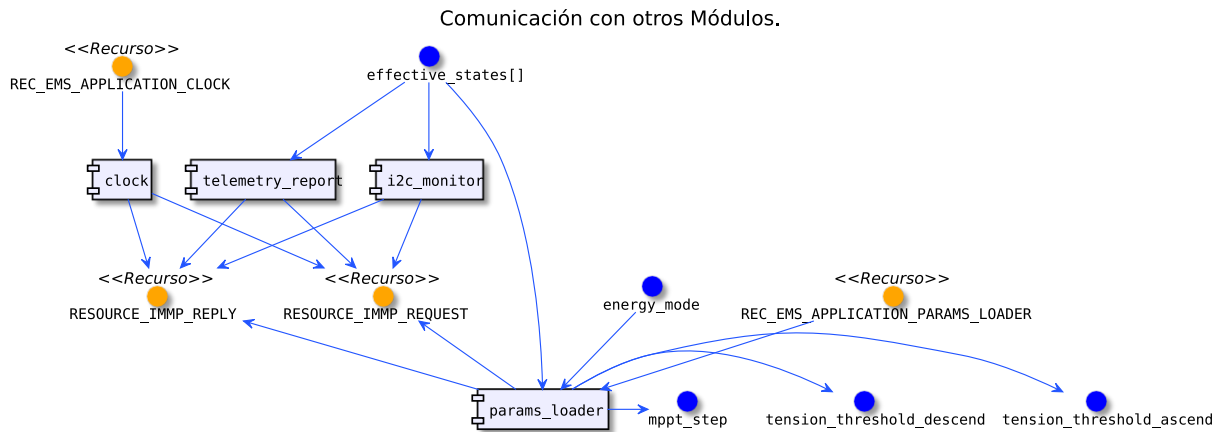 Comunicación con otros Módulos.
<<Recurso>>
REC_EMS_APPLICATION_CLOCK
effective_states[]
clock
telemetry_report
i2c_monitor
<<Recurso>>
RESOURCE_IMMP_REPLY
<<Recurso>>
RESOURCE_IMMP_REQUEST
energy_mode
<<Recurso>>
REC_EMS_APPLICATION_PARAMS_LOADER
params_loader
mppt_step
tension_threshold_descend
tension_threshold_ascend